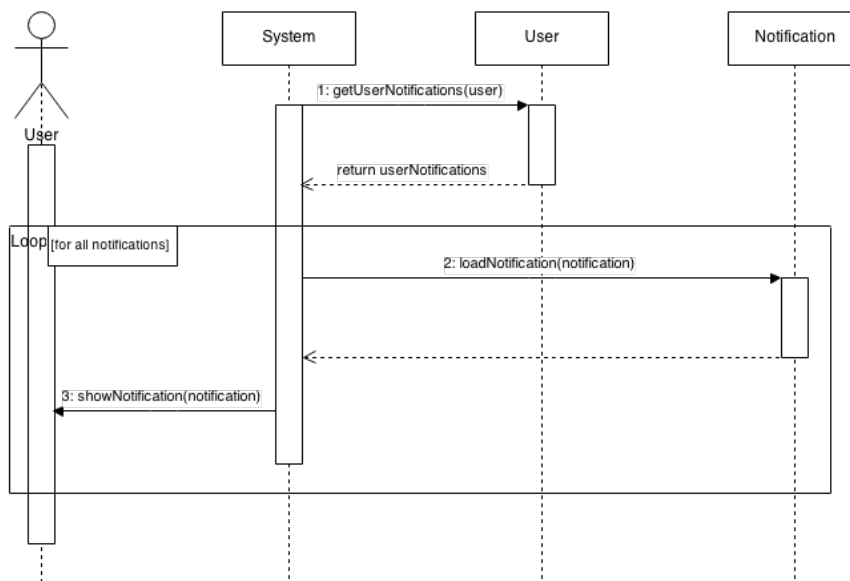 System
User
Notification
User
1: getUserNotifications(user)
return userNotifications
Loop
[for all notifications]
2: loadNotification(notification)
3: showNotification(notification)